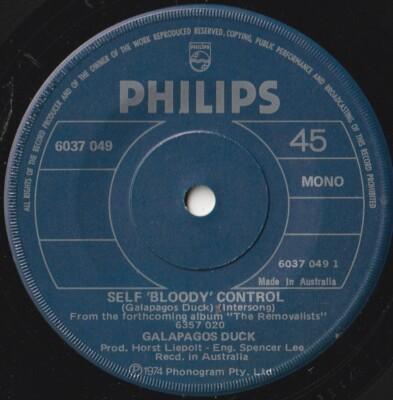 ALL RIGHTS OF THE RECORD PRODUCER AND OF THE OWNER OF THE WORK REPRODUCED RESERVED, COPYING, PUBLIC PERFORMANCE AND BROADCASTING OF THIS RECORD PROHIBITED
PHILIPS
PHILIPS
6037 049
45
MONO
6037 049 1
Made in Australia
SELF 'BLOODY' CONTROL
(Galapagos Duck) (Intersong)
From the forthcoming album "The Removalists"
6357 020
GALAPAGOS DUCK
Prod. Horst Liepolt - Eng. Spencer Lee
Recd. in Australia
℗ 1974 Phonogram Pty. Ltd.